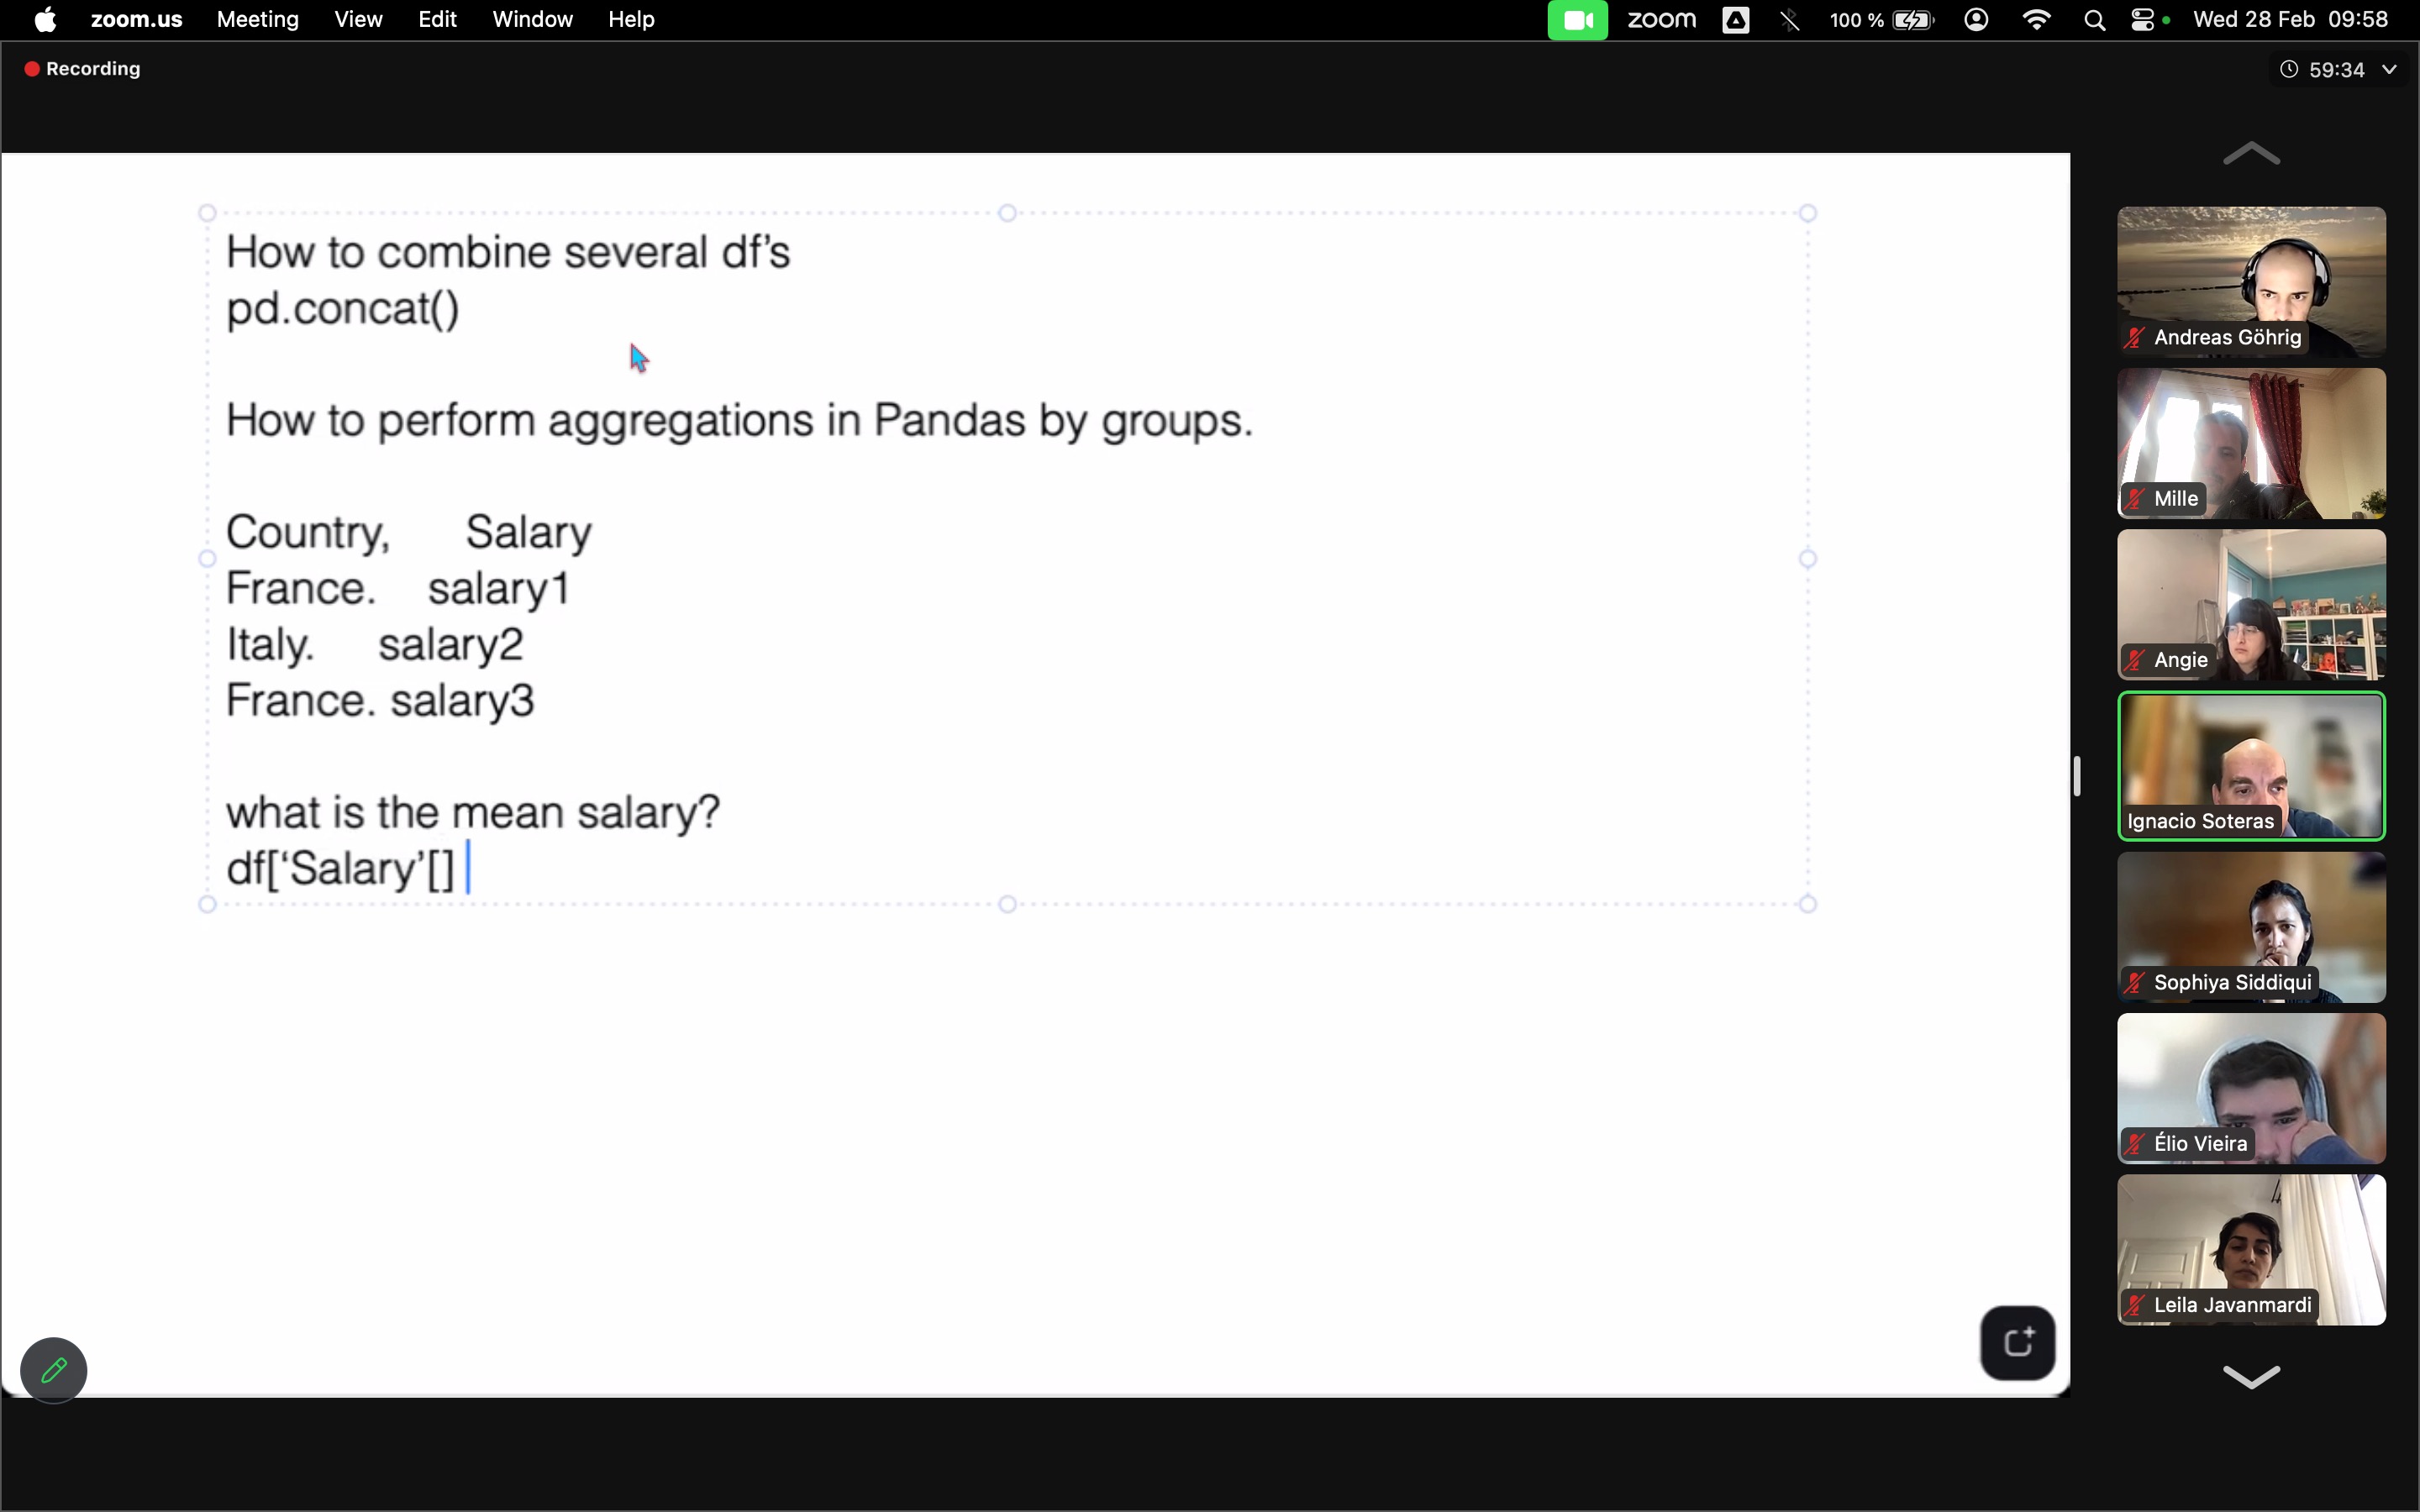 zoom.us Meeting View Edit Window Help zoom 100 % Wed 28 Feb 09:58
Recording
59:34
How to combine several df’s
pd.concat()
How to perform aggregations in Pandas by groups.
Country, Salary
France. salary1
Italy. salary2
France. salary3
what is the mean salary?
df[‘Salary’[]
Andreas Göhrig
Mille
Angie
Ignacio Soteras
Sophiya Siddiqui
Élio Vieira
Leila Javanmardi